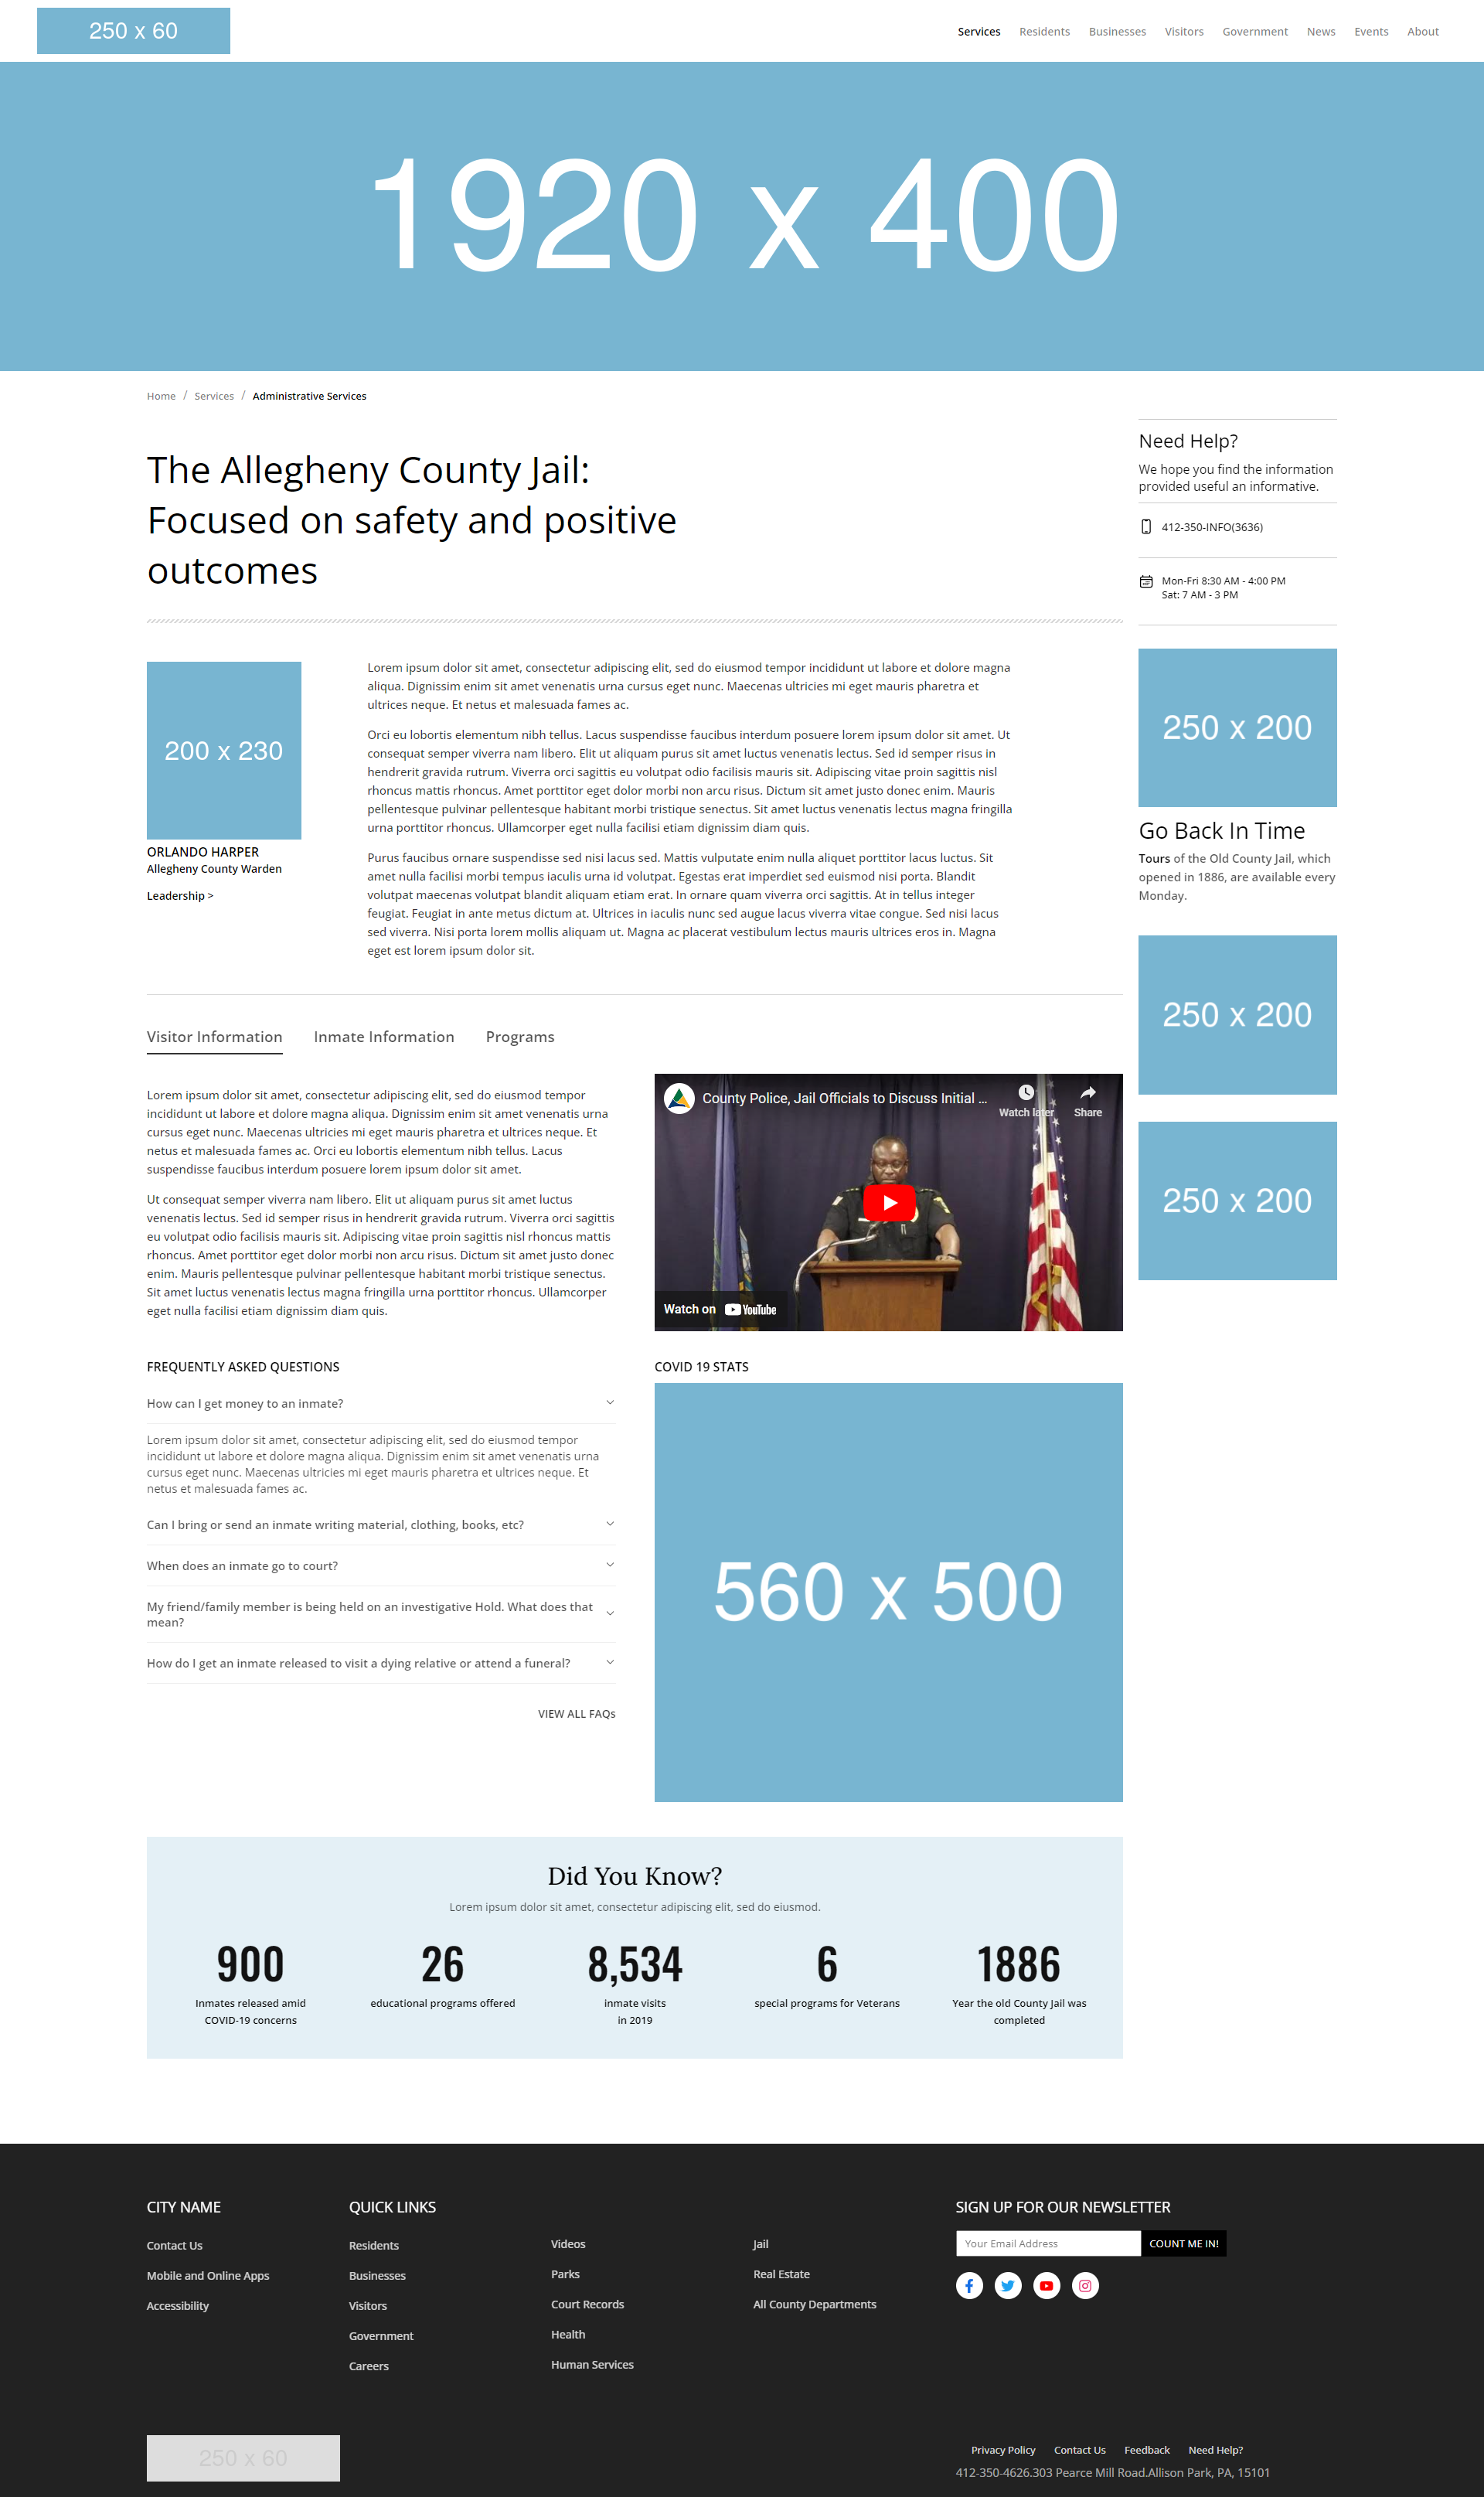 250 x 60
Services Residents Businesses Visitors Government News Events About
1920 x 400
Home / Services / Administrative Services
The Allegheny County Jail:
Focused on safety and positive
outcomes
200 x 230
ORLANDO HARPER
Allegheny County Warden
Leadership >
Lorem ipsum dolor sit amet, consectetur adipiscing elit, sed do eiusmod tempor incididunt ut labore et dolore magna
aliqua. Dignissim enim sit amet venenatis urna cursus eget nunc. Maecenas ultricies mi eget mauris pharetra et
ultrices neque. Et netus et malesuada fames ac.
Orci eu lobortis elementum nibh tellus. Lacus suspendisse faucibus interdum posuere lorem ipsum dolor sit amet. Ut
consequat semper viverra nam libero. Elit ut aliquam purus sit amet luctus venenatis lectus. Sed id semper risus in
hendrerit gravida rutrum. Viverra orci sagittis eu volutpat odio facilisis mauris sit. Adipiscing vitae proin sagittis nisl
rhoncus mattis rhoncus. Amet porttitor eget dolor morbi non arcu risus. Dictum sit amet justo donec enim. Mauris
pellentesque pulvinar pellentesque habitant morbi tristique senectus. Sit amet luctus venenatis lectus magna fringilla
urna porttitor rhoncus. Ullamcorper eget nulla facilisi etiam dignissim diam quis.
Purus faucibus ornare suspendisse sed nisi lacus sed. Mattis vulputate enim nulla aliquet porttitor lacus luctus. Sit
amet nulla facilisi morbi tempus iaculis urna id volutpat. Egestas erat imperdiet sed euismod nisi porta. Blandit
volutpat maecenas volutpat blandit aliquam etiam erat. In ornare quam viverra orci sagittis. At in tellus integer
feugiat. Feugiat in ante metus dictum at. Ultrices in iaculis nunc sed augue lacus viverra vitae congue. Sed nisi lacus
sed viverra. Nisi porta lorem mollis aliquam ut. Magna ac placerat vestibulum lectus mauris ultrices eros in. Magna
eget est lorem ipsum dolor sit.
Need Help?
We hope you find the information
provided useful an informative.
412-350-INFO(3636)
Mon-Fri 8:30 AM - 4:00 PM
Sat: 7 AM - 3 PM
250 x 200
Go Back In Time
Tours of the Old County Jail, which
opened in 1886, are available every
Monday.
250 x 200
250 x 200
Visitor Information Inmate Information Programs
Lorem ipsum dolor sit amet, consectetur adipiscing elit, sed do eiusmod tempor
incididunt ut labore et dolore magna aliqua. Dignissim enim sit amet venenatis urna
cursus eget nunc. Maecenas ultricies mi eget mauris pharetra et ultrices neque. Et
netus et malesuada fames ac. Orci eu lobortis elementum nibh tellus. Lacus
suspendisse faucibus interdum posuere lorem ipsum dolor sit amet.
Ut consequat semper viverra nam libero. Elit ut aliquam purus sit amet luctus
venenatis lectus. Sed id semper risus in hendrerit gravida rutrum. Viverra orci sagittis
eu volutpat odio facilisis mauris sit. Adipiscing vitae proin sagittis nisl rhoncus mattis
rhoncus. Amet porttitor eget dolor morbi non arcu risus. Dictum sit amet justo donec
enim. Mauris pellentesque pulvinar pellentesque habitant morbi tristique senectus.
Sit amet luctus venenatis lectus magna fringilla urna porttitor rhoncus. Ullamcorper
eget nulla facilisi etiam dignissim diam quis.
County Police, Jail Officials to Discuss Initial ...
Watch later Share
Watch on YouTube
FREQUENTLY ASKED QUESTIONS
How can I get money to an inmate?
Lorem ipsum dolor sit amet, consectetur adipiscing elit, sed do eiusmod tempor
incididunt ut labore et dolore magna aliqua. Dignissim enim sit amet venenatis urna
cursus eget nunc. Maecenas ultricies mi eget mauris pharetra et ultrices neque. Et
netus et malesuada fames ac.
Can I bring or send an inmate writing material, clothing, books, etc?
When does an inmate go to court?
My friend/family member is being held on an investigative Hold. What does that
mean?
How do I get an inmate released to visit a dying relative or attend a funeral?
VIEW ALL FAQs
COVID 19 STATS
560 x 500
Did You Know?
Lorem ipsum dolor sit amet, consectetur adipiscing elit, sed do eiusmod.
900
Inmates released amid
COVID-19 concerns
26
educational programs offered
8,534
inmate visits
in 2019
6
special programs for Veterans
1886
Year the old County Jail was
completed
CITY NAME
Contact Us
Mobile and Online Apps
Accessibility
QUICK LINKS
Residents
Businesses
Visitors
Government
Careers
Videos
Parks
Court Records
Health
Human Services
Jail
Real Estate
All County Departments
SIGN UP FOR OUR NEWSLETTER
Your Email Address COUNT ME IN!
250 x 60
Privacy Policy Contact Us Feedback Need Help?
412-350-4626.303 Pearce Mill Road.Allison Park, PA, 15101